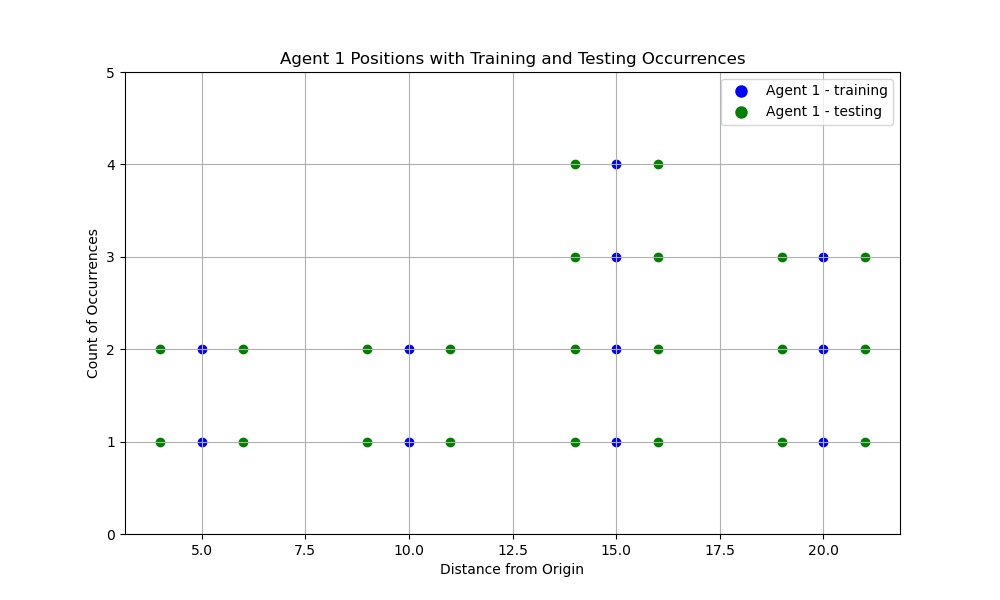 Agent 1 Positions with Training and Testing Occurrences
Agent 1 - training
Agent 1 - testing
Count of Occurrences
5
4
3
2
1
0
5.0 7.5 10.0 12.5 15.0 17.5 20.0
Distance from Origin